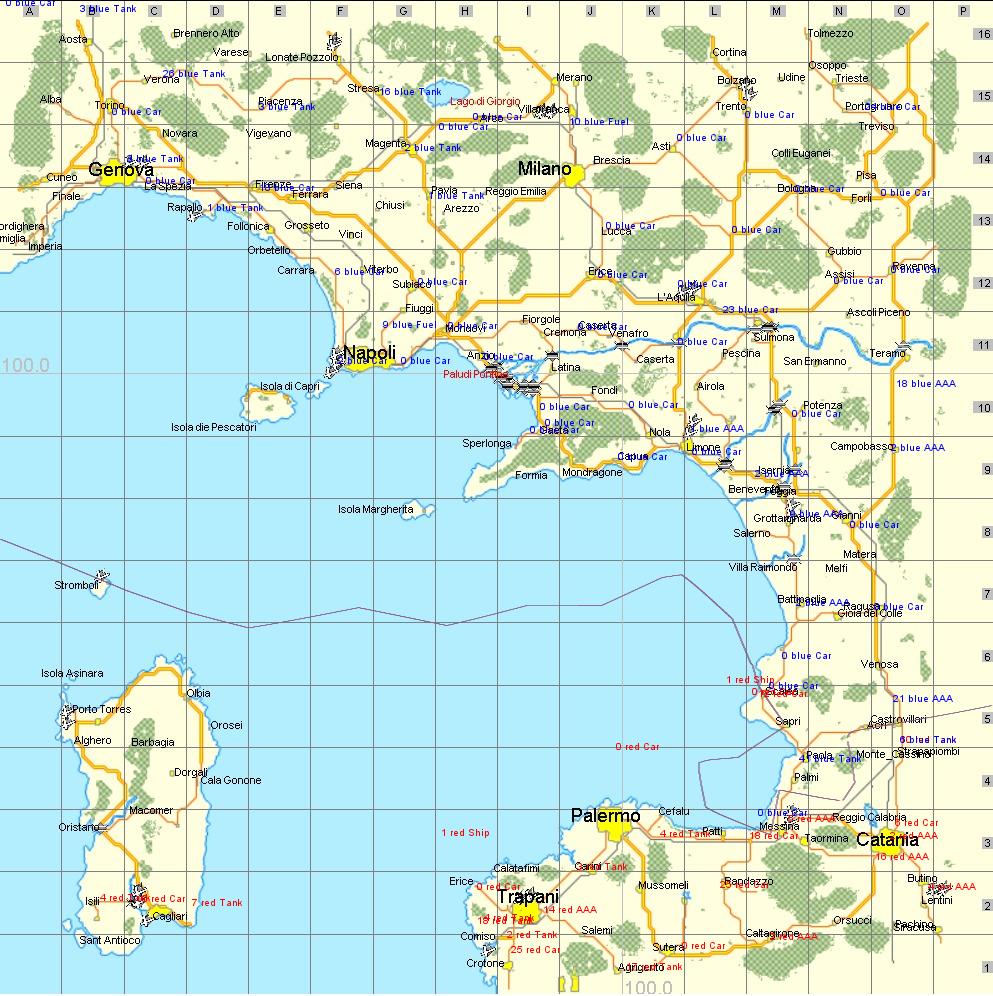 0 blue Car
3 blue Tank
A B C D E F G H I J K L M N O P
16
Aosta
Brennero Alto
Varese
Lonate Pozzolo
Cortina
Tolmezzo
Osoppo
Udine
Trieste
Verona
26 blue Tank
Stresa
16 blue Tank
Merano
Bolzano
15
Alba
Torino
0 blue Car
Piacenza
3 blue Tank
Lago di Giorgio
Villafranca
Trento
Portogruaro
0 blue Car
Arco
0 blue Car
10 blue Fuel
0 blue Car
Treviso
Novara
Vigevano
0 blue Car
Magenta
2 blue Tank
0 blue Car
Asti
Colli Euganei
14
Genova
3 blue Tank
Milano
Brescia
Pisa
Cuneo
0 blue Car
La Spezia
Firenze
0 blue Car
Siena
Bologna
0 blue Car
0 blue Car
Finale
Ferrara
Pavia
1 blue Tank
Reggio Emilia
Forli
Rapallo
1 blue Tank
Chiusi
Arezzo
13
Bordighera
Follonica
Grosseto
Vinci
0 blue Car
Lucca
0 blue Car
Imperia
Orbetello
Gubbio
Carrara
6 blue Car
Viterbo
Erice
0 blue Car
Assisi
Ravenna
0 blue Car
Subiaco
0 blue Car
0 blue Car
0 blue Car
12
L'Aquila
Fiuggi
23 blue Car
Ascoli Piceno
9 blue Fuel
0 blue Car
Mondovi
Fiorgole
Cremona
Caserta
Venafro
Sulmona
11
Napoli
0 blue Car
Anzio
Latina
Caserta
Pescina
San Ermanno
Teramo
100.0
Paludi Pontine
Isola di Capri
Fondi
Airola
18 blue AAA
0 blue Car
0 blue Car
Potenza
0 blue Car
10
Isola die Pescatori
0 blue Car
Gaeta
Nola
1 blue AAA
Sperlonga
Limone
0 blue Car
Campobasso
2 blue AAA
Capua
Formia
Mondragone
Isernia
2 blue AAA
9
Benevento
Foggia
Isola Margherita
Grottaminarda
Gianni
0 blue Car
8
Salerno
Matera
Villa Raimondo
Melfi
Stromboli
7
Battipaglia
Ragusa
Gioia del Colle
0 blue Car
6
Venosa
Isola Asinara
1 red Ship
0 blue Car
Olbia
21 blue AAA
Porto Torres
Orosei
Sapri
Castrovillari
Acri
5
Alghero
Barbagia
0 red Car
6 blue Tank
Paola
Monte_Cassino
Strapapiombi
41 blue Tank
Dorgali
Cala Gonone
Palmi
4
Macomer
Palermo
Cefalu
0 blue Car
Reggio Calabria
Oristano
1 red Ship
4 red Tank
Patti
Messina
18 red Car
Taormina
Catania
3
16 red AAA
Calatafimi
Garini
Erice
0 red Car
Mussomeli
Randazzo
Butino
Lentini
Isili
Trapani
7 red Tank
14 red AAA
2
Cagliari
Orsucci
Pachino
Siracusa
Sant Antioco
Comiso
2 red Tank
Salemi
Caltagirone
25 red Car
Sutera
0 red Car
Crotone
Agrigento
1
100.0